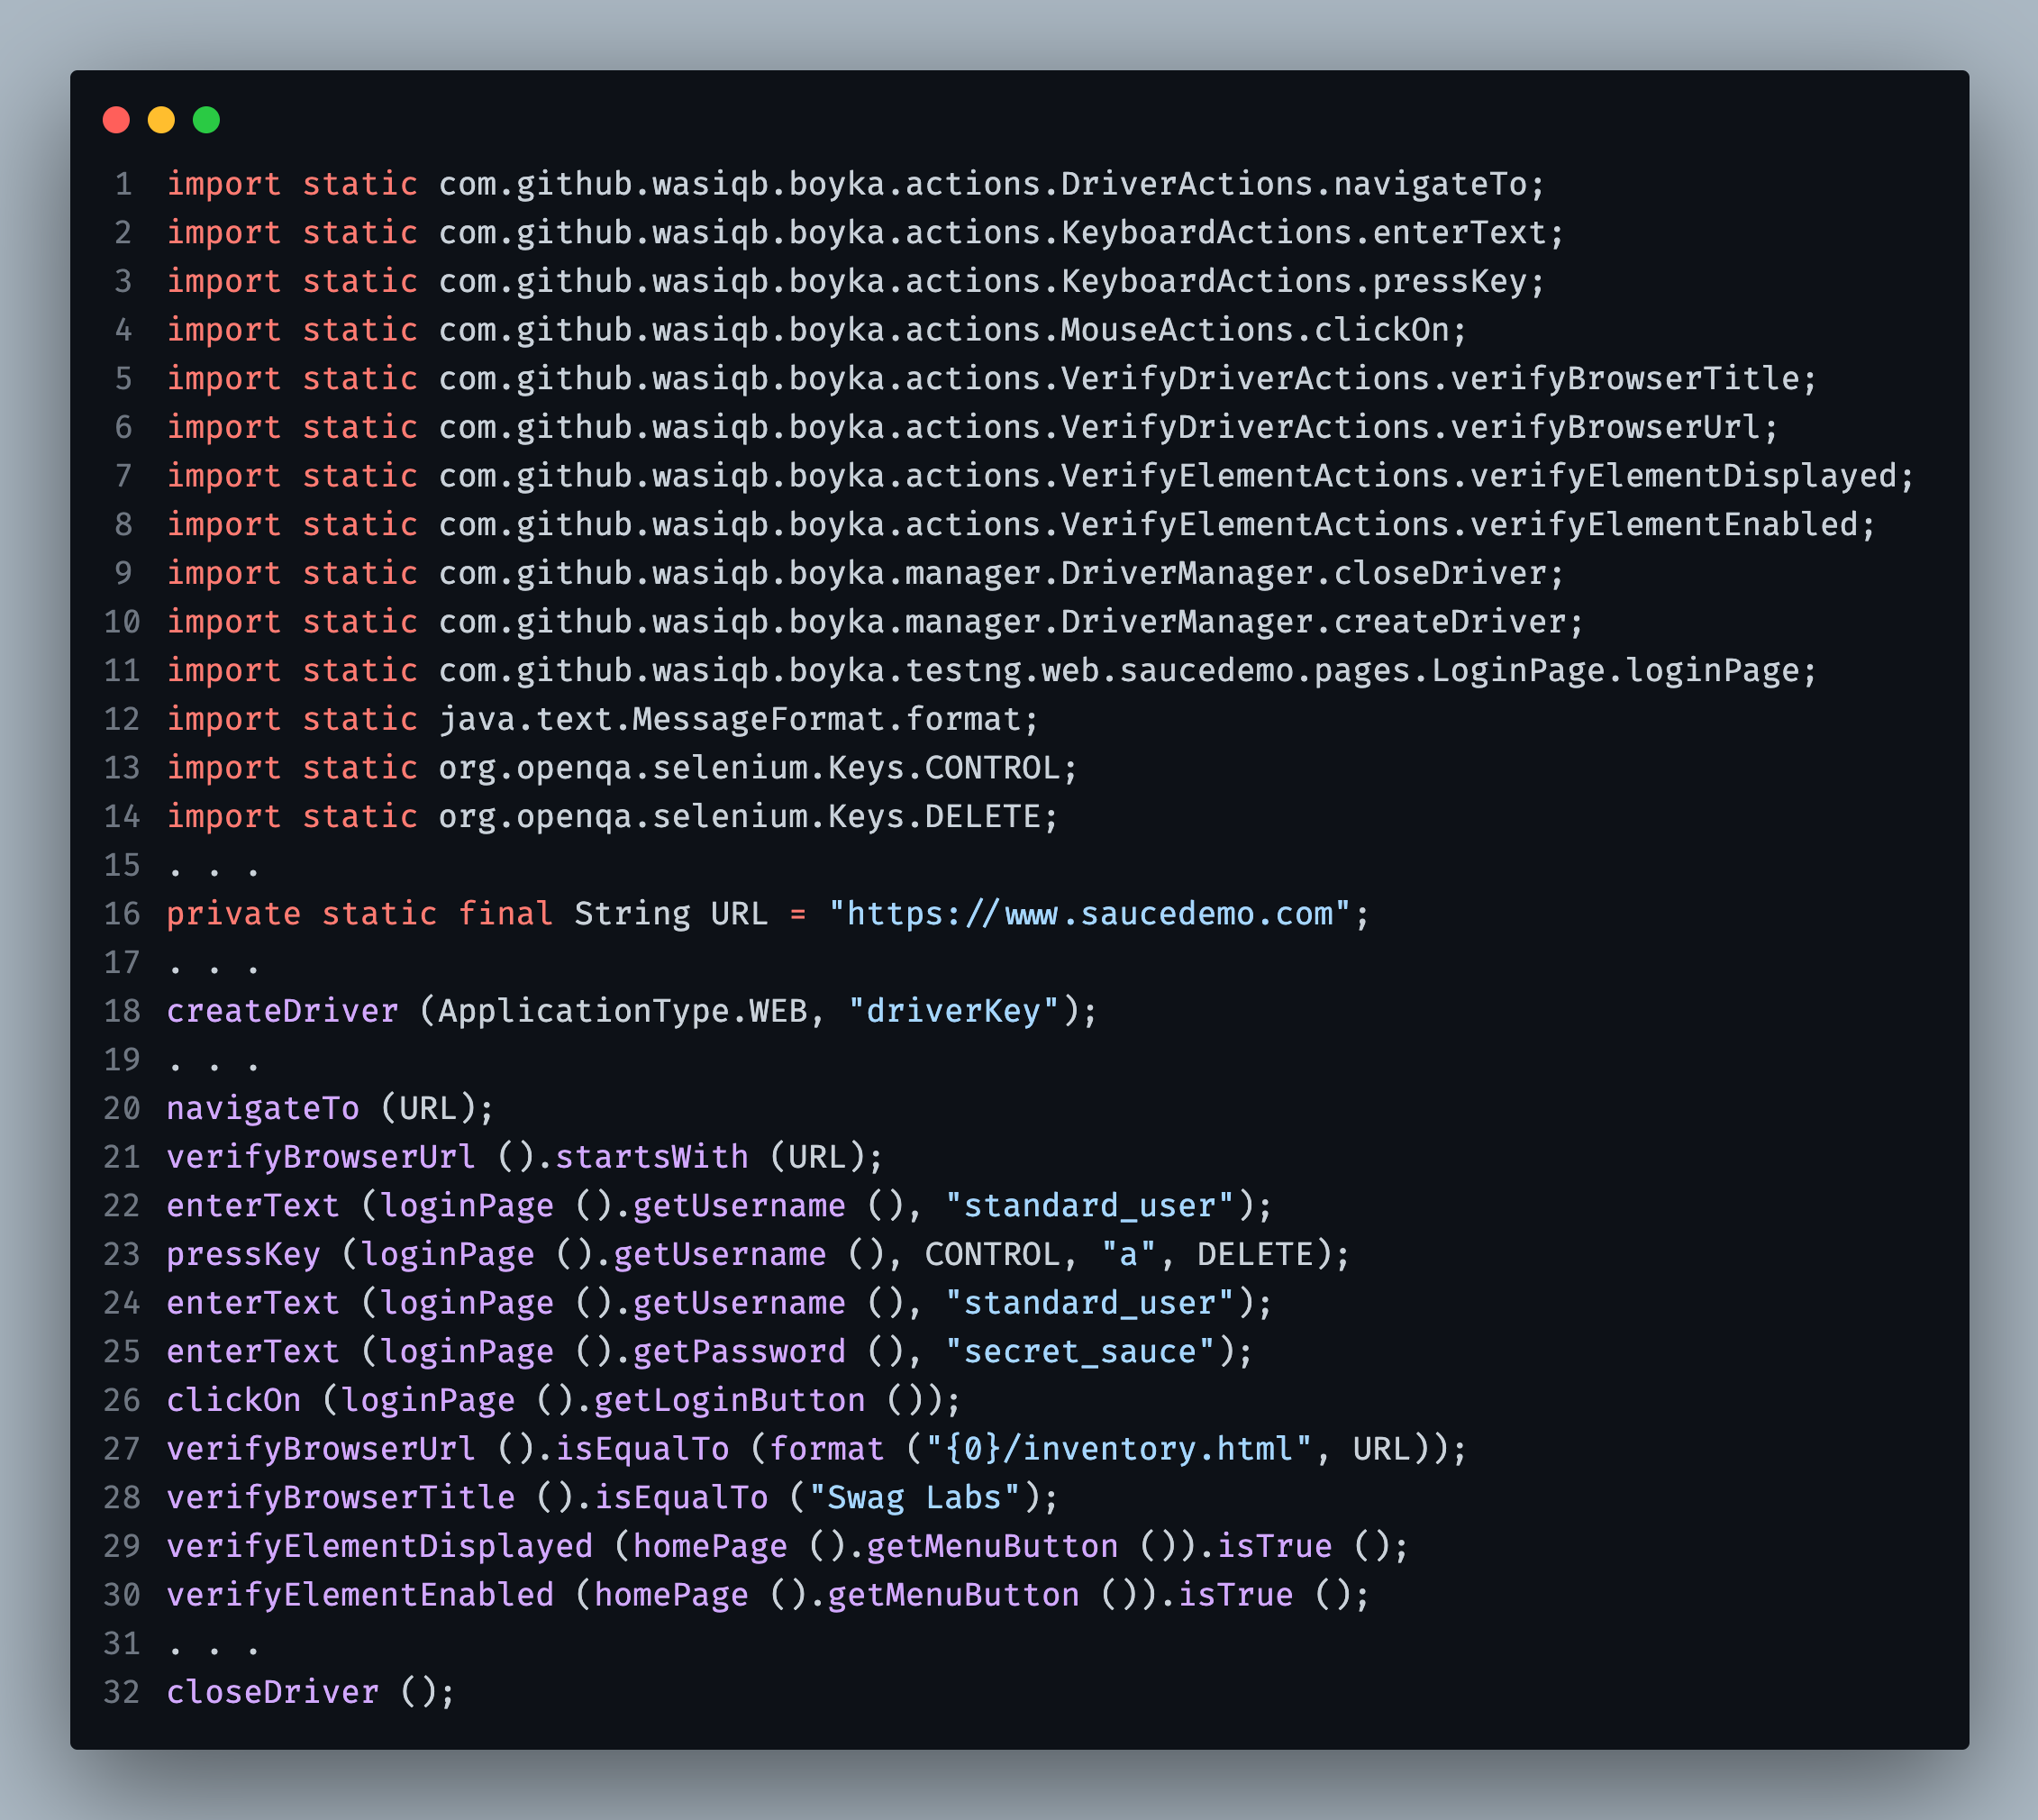 1 import static com.github.wasiqb.boyka.actions.DriverActions.navigateTo;
2 import static com.github.wasiqb.boyka.actions.KeyboardActions.enterText;
3 import static com.github.wasiqb.boyka.actions.KeyboardActions.pressKey;
4 import static com.github.wasiqb.boyka.actions.MouseActions.clickOn;
5 import static com.github.wasiqb.boyka.actions.VerifyDriverActions.verifyBrowserTitle;
6 import static com.github.wasiqb.boyka.actions.VerifyDriverActions.verifyBrowserUrl;
7 import static com.github.wasiqb.boyka.actions.VerifyElementActions.verifyElementDisplayed;
8 import static com.github.wasiqb.boyka.actions.VerifyElementActions.verifyElementEnabled;
9 import static com.github.wasiqb.boyka.manager.DriverManager.closeDriver;
10 import static com.github.wasiqb.boyka.manager.DriverManager.createDriver;
11 import static com.github.wasiqb.boyka.testng.web.saucedemo.pages.LoginPage.loginPage;
12 import static java.text.MessageFormat.format;
13 import static org.openqa.selenium.Keys.CONTROL;
14 import static org.openqa.selenium.Keys.DELETE;
15 . . .
16 private static final String URL = "https://www.saucedemo.com";
17 . . .
18 createDriver (ApplicationType.WEB, "driverKey");
19 . . .
20 navigateTo (URL);
21 verifyBrowserUrl ().startsWith (URL);
22 enterText (loginPage ().getUsername (), "standard_user");
23 pressKey (loginPage ().getUsername (), CONTROL, "a", DELETE);
24 enterText (loginPage ().getUsername (), "standard_user");
25 enterText (loginPage ().getPassword (), "secret_sauce");
26 clickOn (loginPage ().getLoginButton ());
27 verifyBrowserUrl ().isEqualTo (format ("{0}/inventory.html", URL));
28 verifyBrowserTitle ().isEqualTo ("Swag Labs");
29 verifyElementDisplayed (homePage ().getMenuButton ()).isTrue ();
30 verifyElementEnabled (homePage ().getMenuButton ()).isTrue ();
31 . . .
32 closeDriver ();